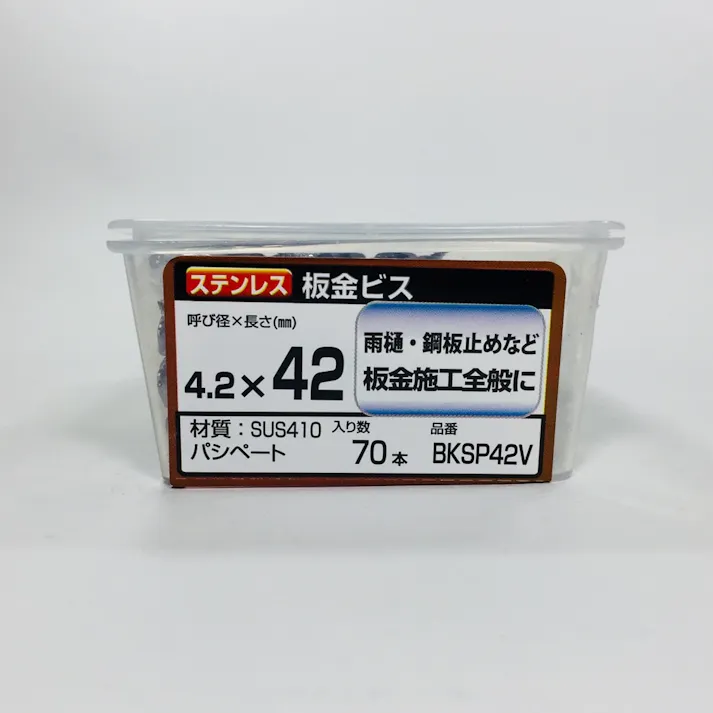 ステンレス 板金ビス
呼び径×長さ(㎜)
4.2×42
雨樋・鋼板止めなど
板金施工全般に
材質：SUS410
パシペート
入り数
70本
品番
BKSP42V